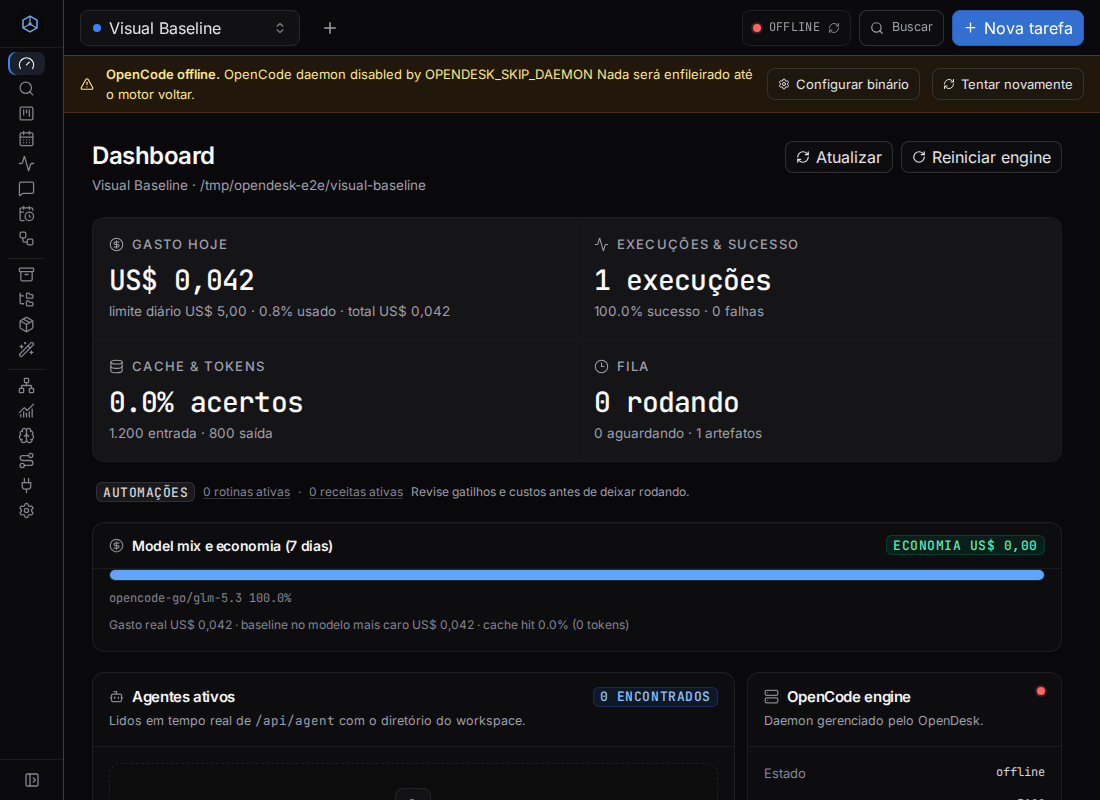 Visual Baseline
OFFLINE
Buscar
Nova tarefa
OpenCode offline. OpenCode daemon disabled by OPENDESK_SKIP_DAEMON Nada será enfileirado até
o motor voltar.
Configurar binário
Tentar novamente
Dashboard
Visual Baseline · /tmp/opendesk-e2e/visual-baseline
Atualizar
Reiniciar engine
GASTO HOJE
US$ 0,042
limite diário US$ 5,00 · 0.8% usado · total US$ 0,042
EXECUÇÕES & SUCESSO
1 execuções
100.0% sucesso · 0 falhas
CACHE & TOKENS
0.0% acertos
1.200 entrada · 800 saída
FILA
0 rodando
0 aguardando · 1 artefatos
AUTOMAÇÕES 0 rotinas ativas · 0 receitas ativas Revise gatilhos e custos antes de deixar rodando.
Model mix e economia (7 dias)
ECONOMIA US$ 0,00
opencode-go/glm-5.3 100.0%
Gasto real US$ 0,042 · baseline no modelo mais caro US$ 0,042 · cache hit 0.0% (0 tokens)
Agentes ativos
0 ENCONTRADOS
Lidos em tempo real de /api/agent com o diretório do workspace.
OpenCode engine
Daemon gerenciado pelo OpenDesk.
Estado
offline